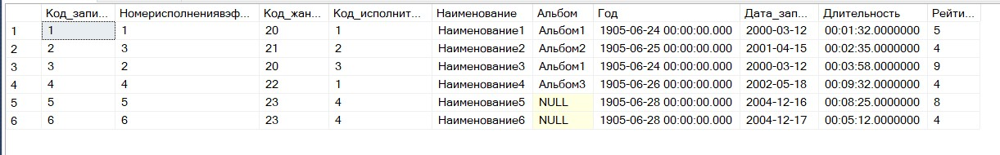 Код_запи... Номерисполнениявэф... Код_жан... Код_исполнит... Наименование Альбом Год Дата_зап... Длительность Рейти...
1 1 1 20 1 Наименование1 Альбом1 1905-06-24 00:00:00.000 2000-03-12 00:01:32.0000000 5
2 2 3 21 2 Наименование2 Альбом2 1905-06-25 00:00:00.000 2001-04-15 00:02:35.0000000 4
3 3 2 20 3 Наименование3 Альбом1 1905-06-24 00:00:00.000 2000-03-12 00:03:58.0000000 9
4 4 4 22 1 Наименование4 Альбом3 1905-06-26 00:00:00.000 2002-05-18 00:09:32.0000000 4
5 5 5 23 4 Наименование5 NULL 1905-06-28 00:00:00.000 2004-12-16 00:08:25.0000000 8
6 6 6 23 4 Наименование6 NULL 1905-06-28 00:00:00.000 2004-12-17 00:05:12.0000000 4